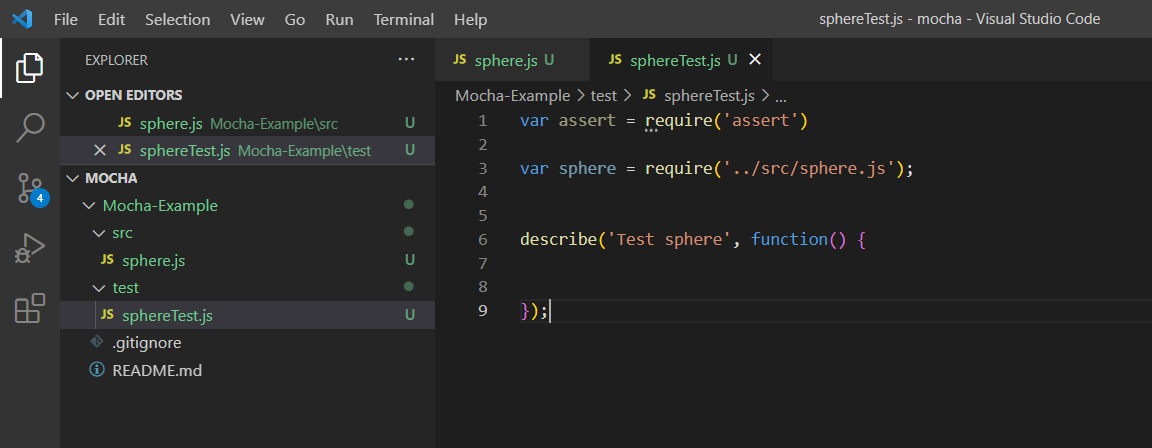 File Edit Selection View Go Run Terminal Help sphereTest.js - mocha - Visual Studio Code
EXPLORER ...
OPEN EDITORS
JS sphere.js Mocha-Example\src U
JS sphereTest.js Mocha-Example\test U
MOCHA
Mocha-Example
src
JS sphere.js U
test
JS sphereTest.js U
.gitignore
README.md
4
JS sphere.js U JS sphereTest.js U
Mocha-Example > test > JS sphereTest.js > ...
1 var assert = require('assert')
2
3 var sphere = require('../src/sphere.js');
4
5
6 describe('Test sphere', function() {
7
8
9 });